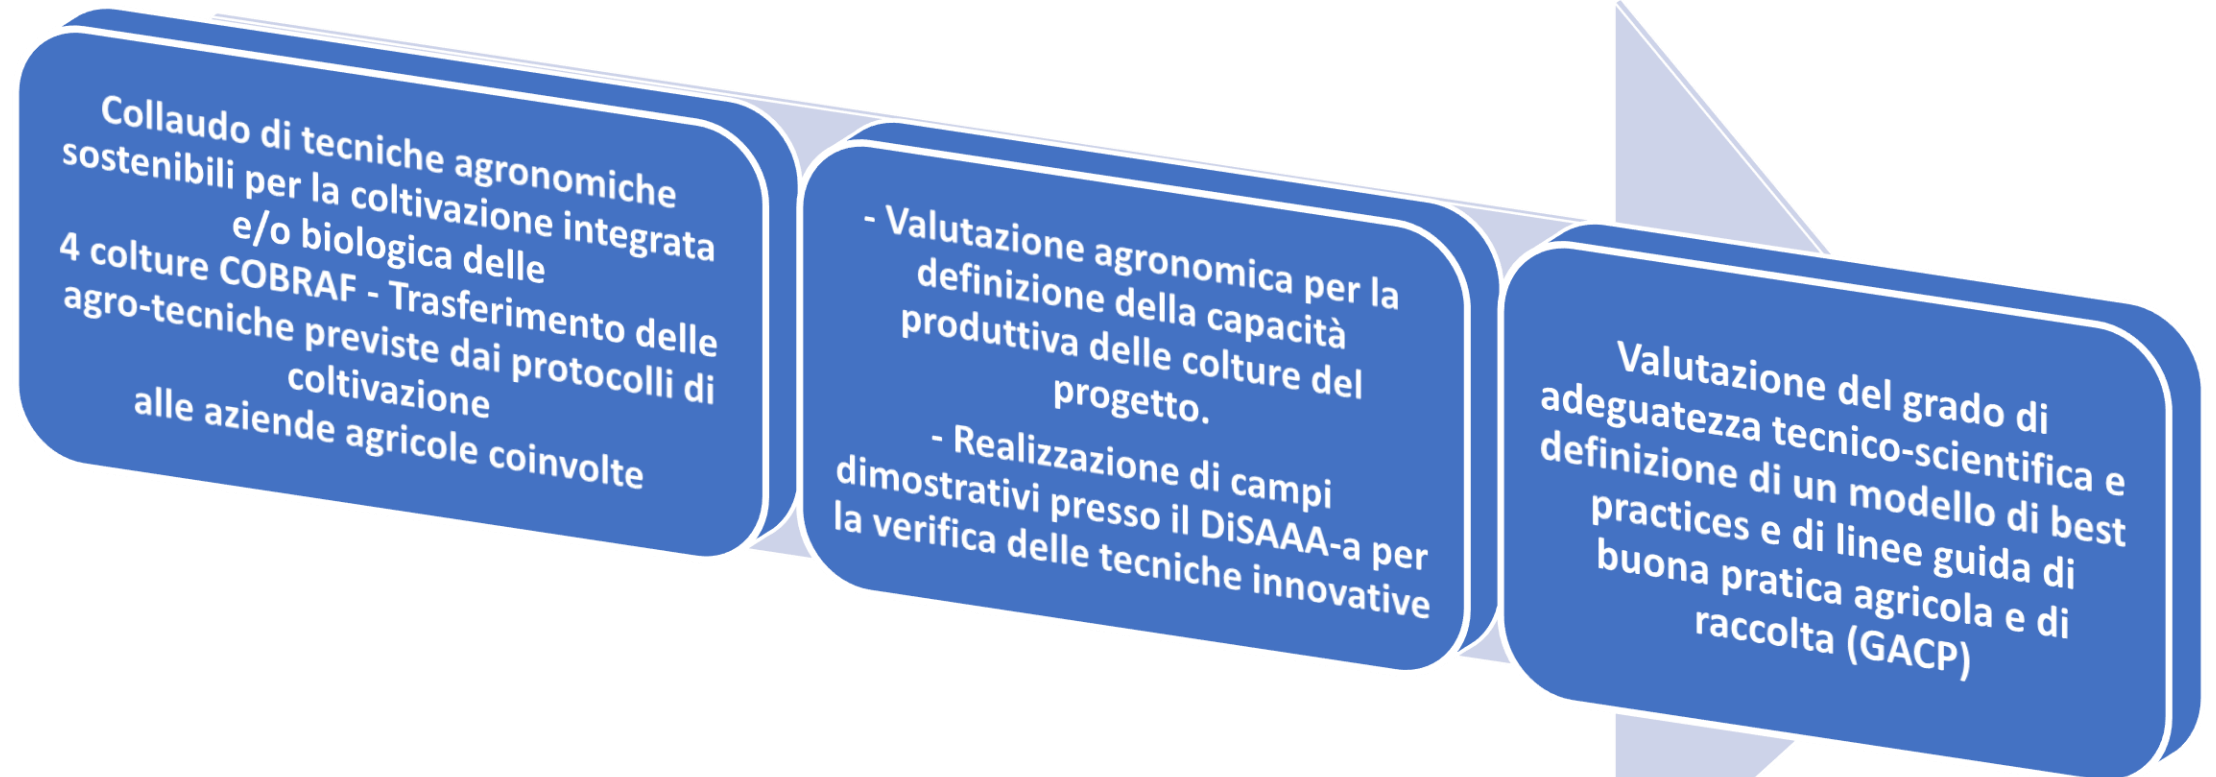 Collaudo di tecniche agronomiche
sostenibili per la coltivazione integrata
e/o biologica delle
4 colture COBRAF - Trasferimento delle
agro-tecniche previste dai protocolli di
coltivazione
alle aziende agricole coinvolte
- Valutazione agronomica per la
definizione della capacità
produttiva delle colture del
progetto.
- Realizzazione di campi
dimostrativi presso il DiSAAA-a per
la verifica delle tecniche innovative
Valutazione del grado di
adeguatezza tecnico-scientifica e
definizione di un modello di best
practices e di linee guida di
buona pratica agricola e di
raccolta (GACP)